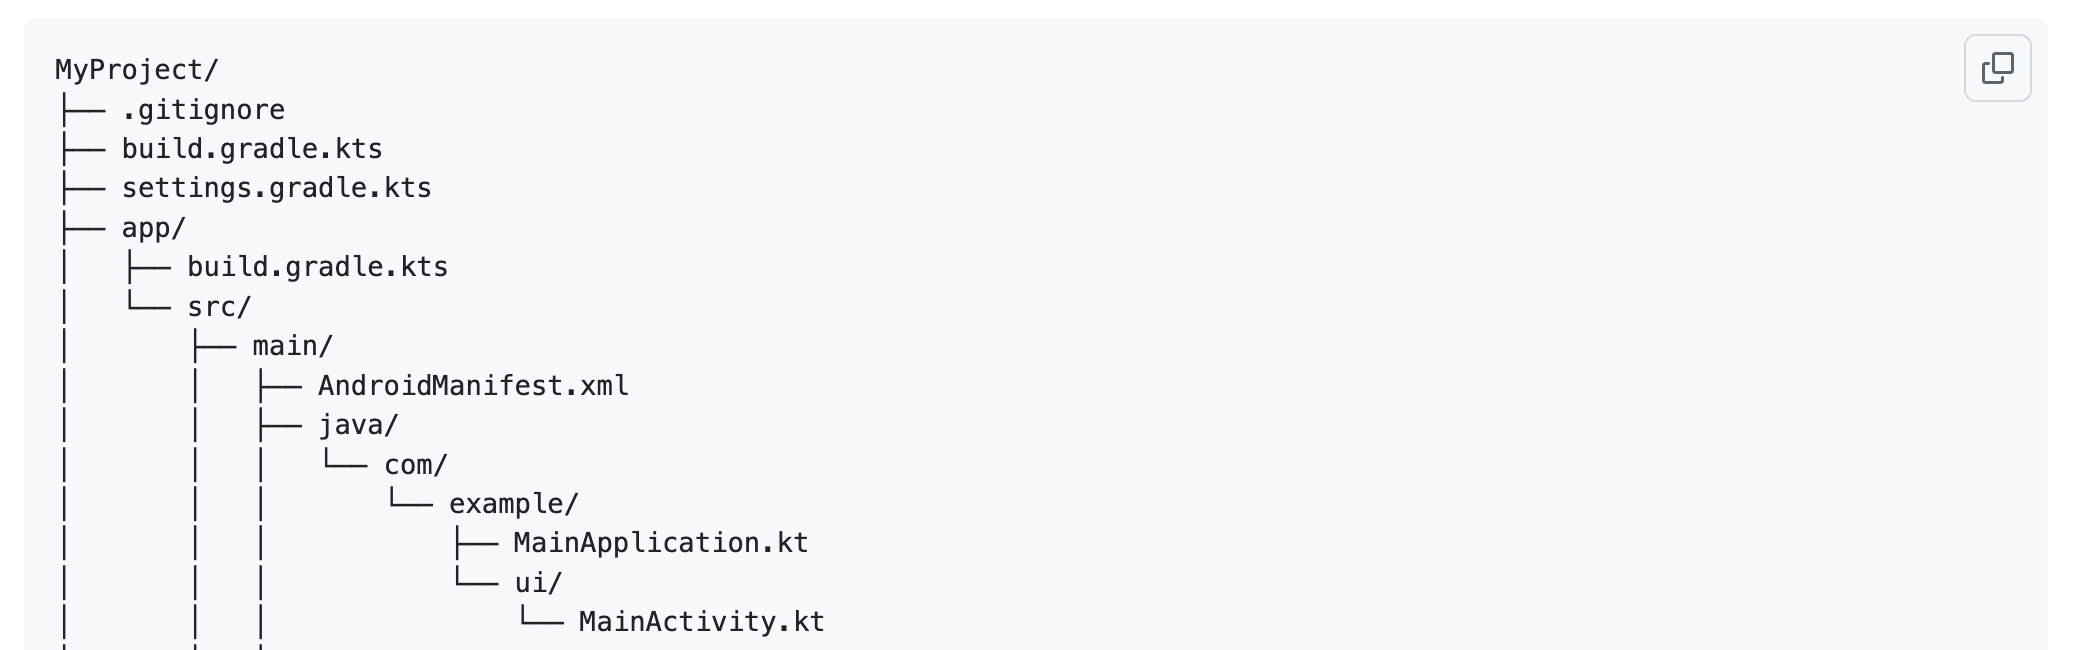 MyProject/
├── .gitignore
├── build.gradle.kts
├── settings.gradle.kts
├── app/
│   ├── build.gradle.kts
│   └── src/
│       ├── main/
│       │   ├── AndroidManifest.xml
│       │   ├── java/
│       │   │   └── com/
│       │   │       └── example/
│       │   │           ├── MainApplication.kt
│       │   │           └── ui/
│       │   │               └── MainActivity.kt